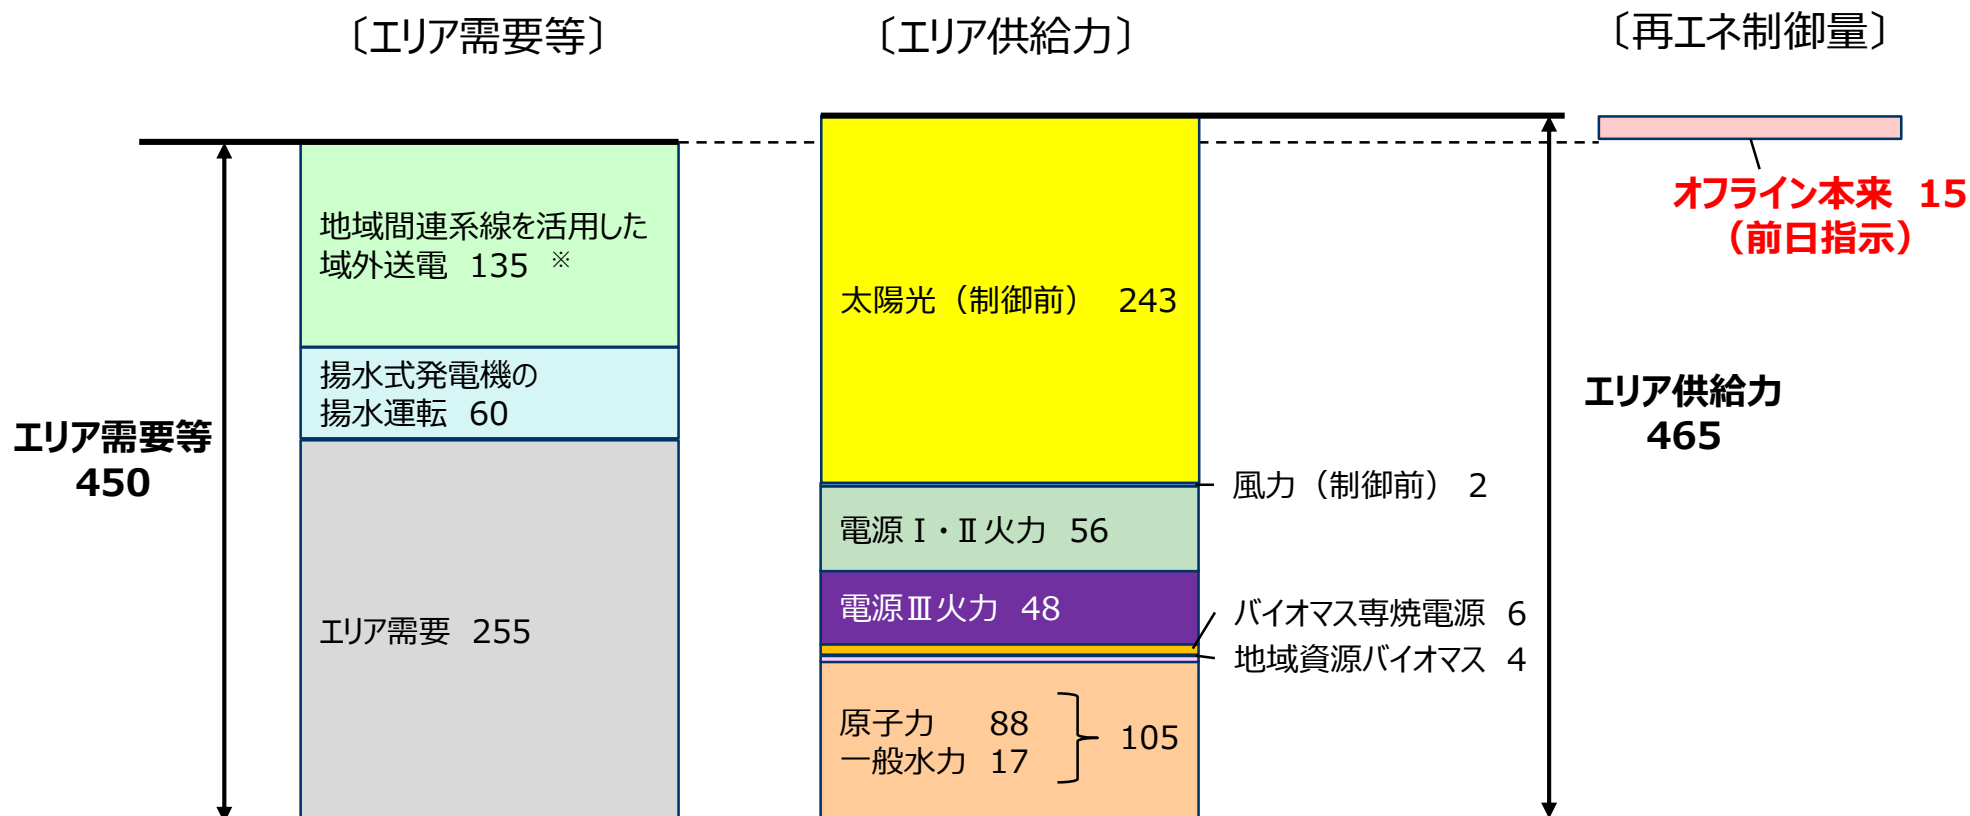 〔エリア需要等〕
〔エリア供給力〕
〔再エネ制御量〕
エリア需要等
450
地域間連系線を活用した
域外送電 135 ※
揚水式発電機の
揚水運転 60
エリア需要 255
太陽光（制御前） 243
風力（制御前） 2
電源Ⅰ・Ⅱ火力 56
電源Ⅲ火力 48
バイオマス専焼電源 6
地域資源バイオマス 4
原子力 88
一般水力 17
105
エリア供給力
465
オフライン本来 15
（前日指示）